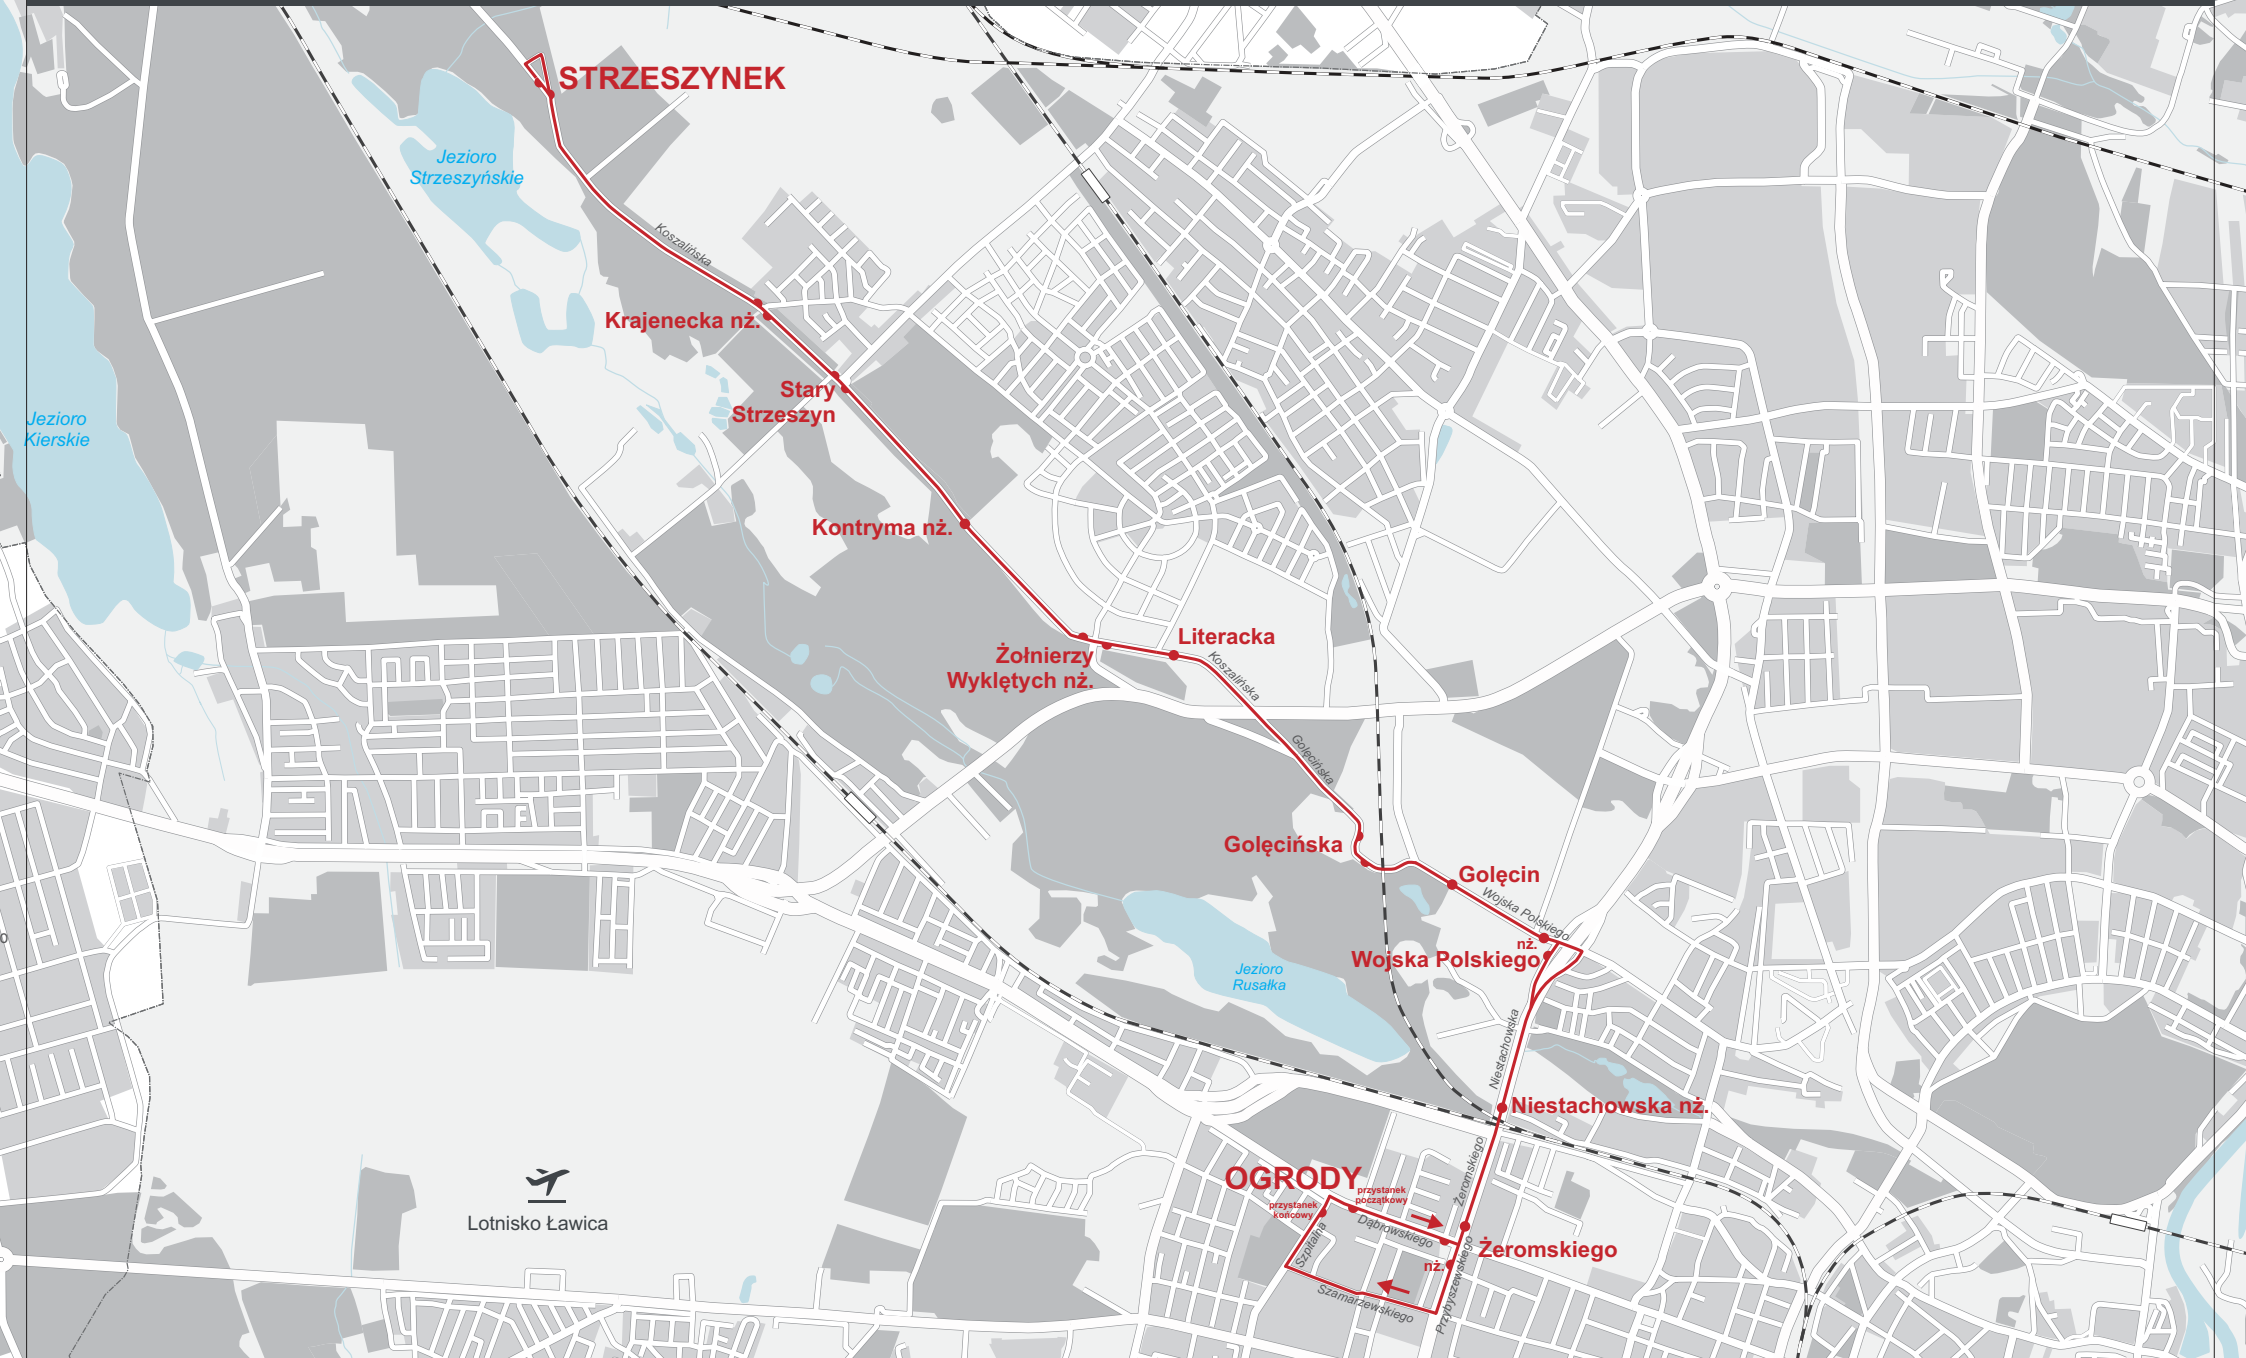 STRZESZYNEK
Jezioro
Strzeszyńskie
Koszalińska
Krajenecka nż.
Stary
Strzeszyn
Jezioro
Kierskie
Kontryma nż.
Literacka
Żołnierzy
Wyklętych nż.
Koszalińska
Golęcińska
Golęcińska
Golęcin
Wojska Polskiego
nż.
Wojska Polskiego
Jezioro
Rusałka
Niestachowska
Niestachowska nż.
Żeromskiego
OGRODY
przystanek
początkowy
przystanek
końcowy
Dąbrowskiego
Szpitalna
Żeromskiego
nż.
Szamarzewskiego
Przybyszewskiego
Lotnisko Ławica